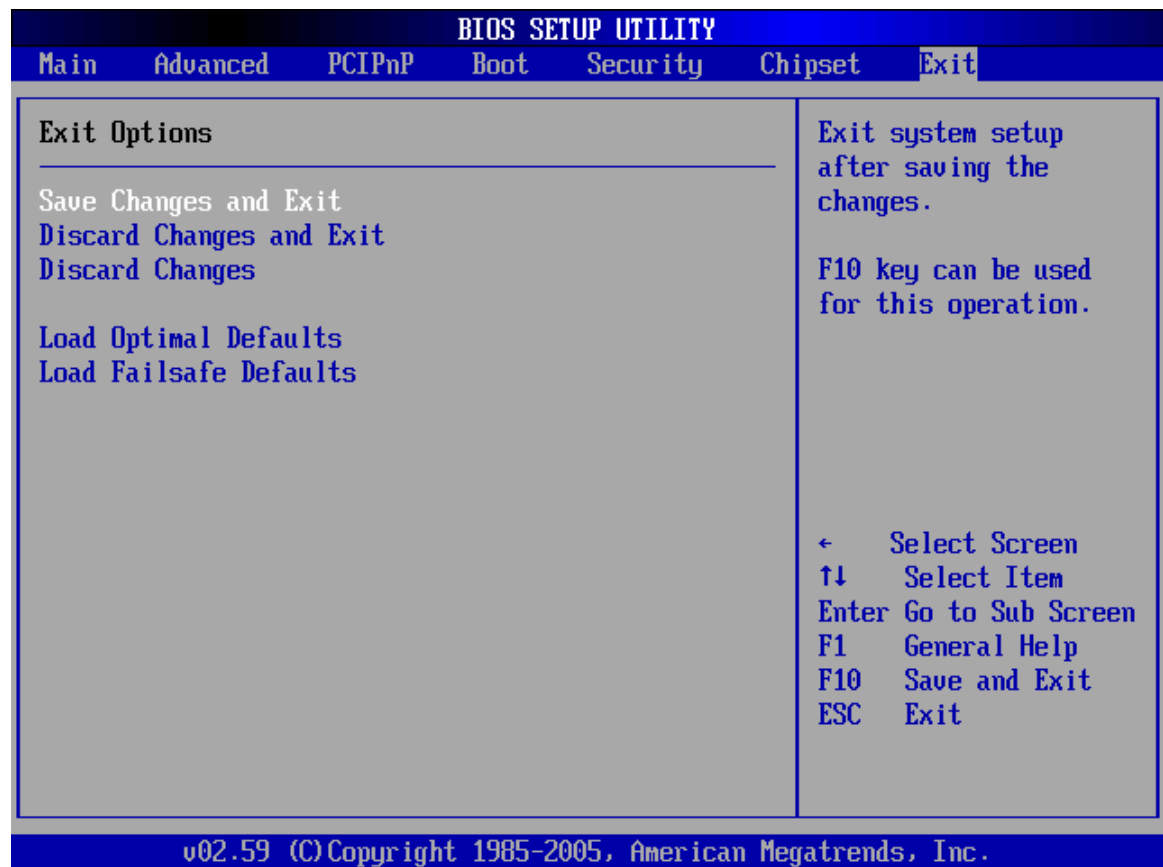 BIOS SETUP UTILITY
Main Advanced PCIPnP Boot Security Chipset Exit
Exit Options
Save Changes and Exit
Discard Changes and Exit
Discard Changes
Load Optimal Defaults
Load Failsafe Defaults
Exit system setup
after saving the
changes.
F10 key can be used
for this operation.
← Select Screen
↑↓ Select Item
Enter Go to Sub Screen
F1 General Help
F10 Save and Exit
ESC Exit
v02.59 (C)Copyright 1985-2005, American Megatrends, Inc.